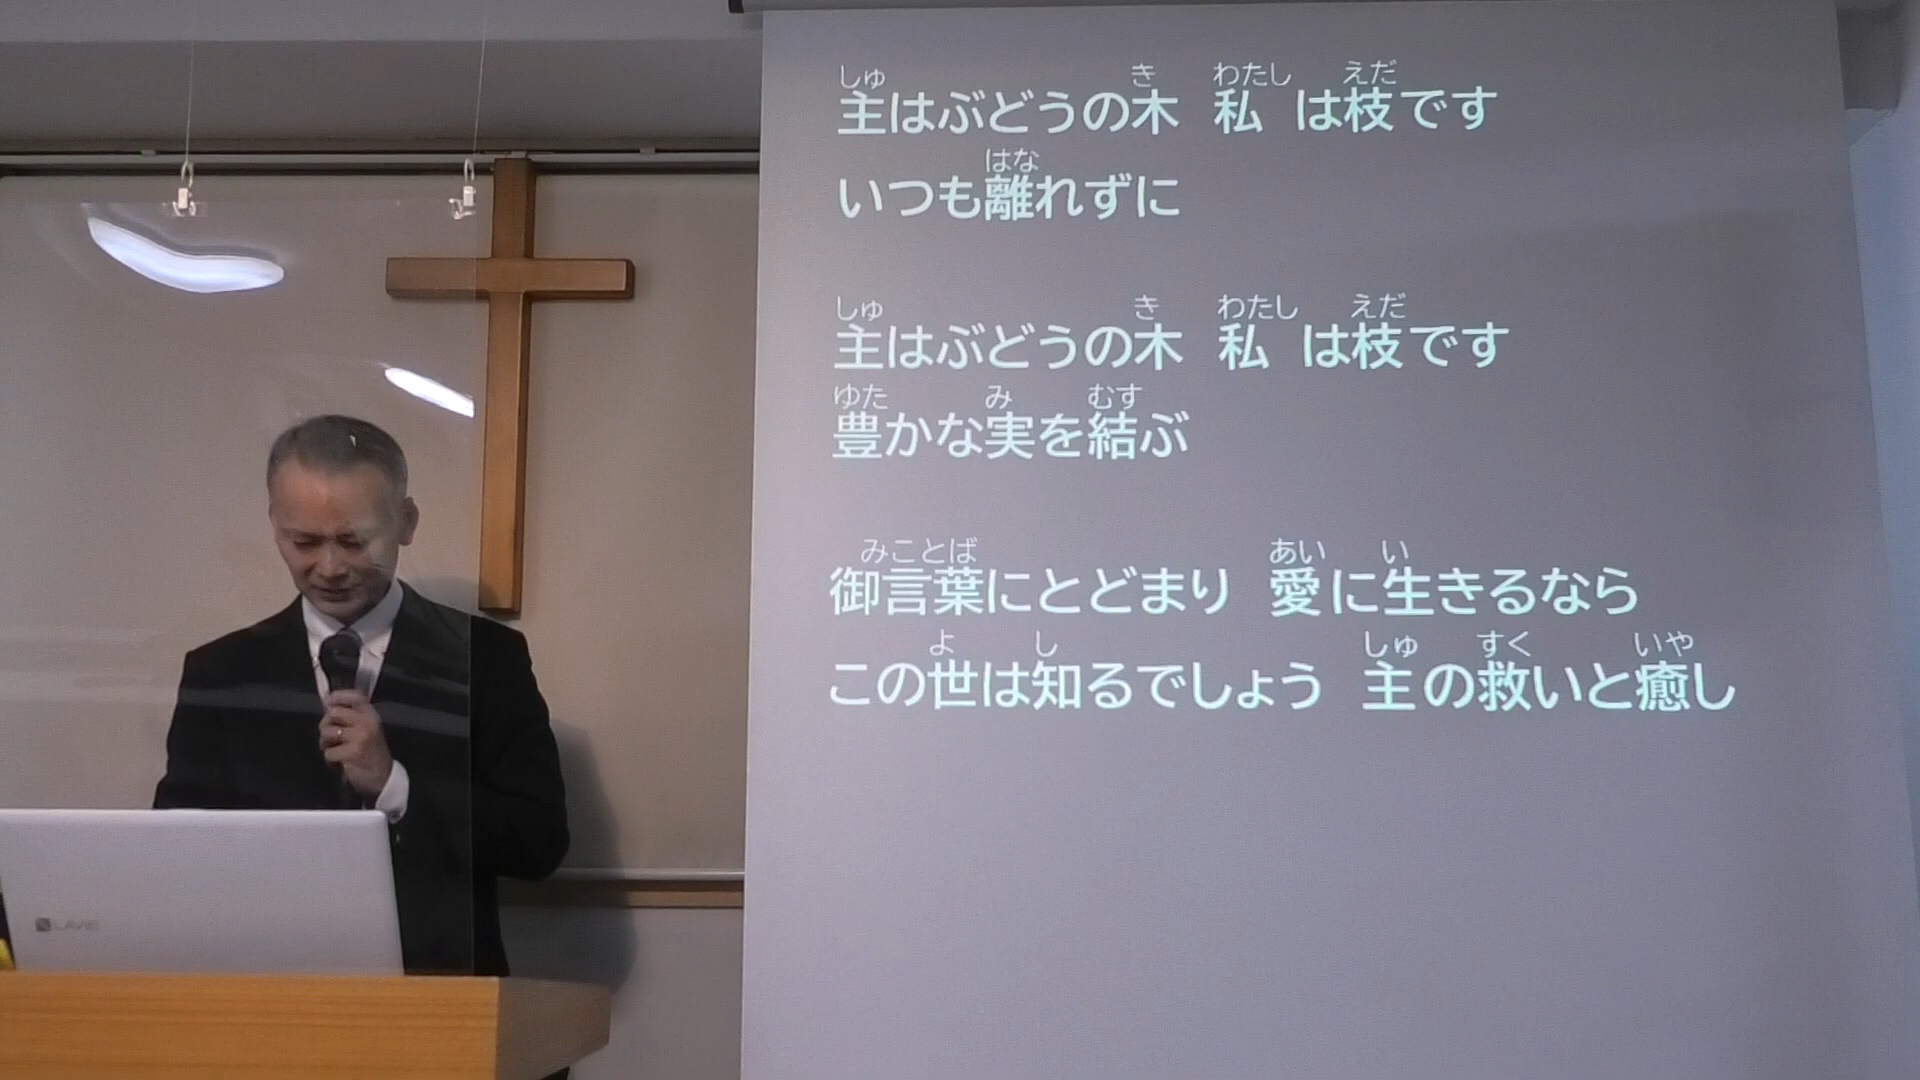 しゅ き わたし えだ
主はぶどうの木 私 は枝です
はな
いつも離れずに
しゅ き わたし えだ
主はぶどうの木 私 は枝です
ゆた み むす
豊かな実を結ぶ
みことば あい い
御言葉にとどまり 愛に生きるなら
よ し しゅ すく いや
この世は知るでしょう 主の救いと癒し
LAVIE